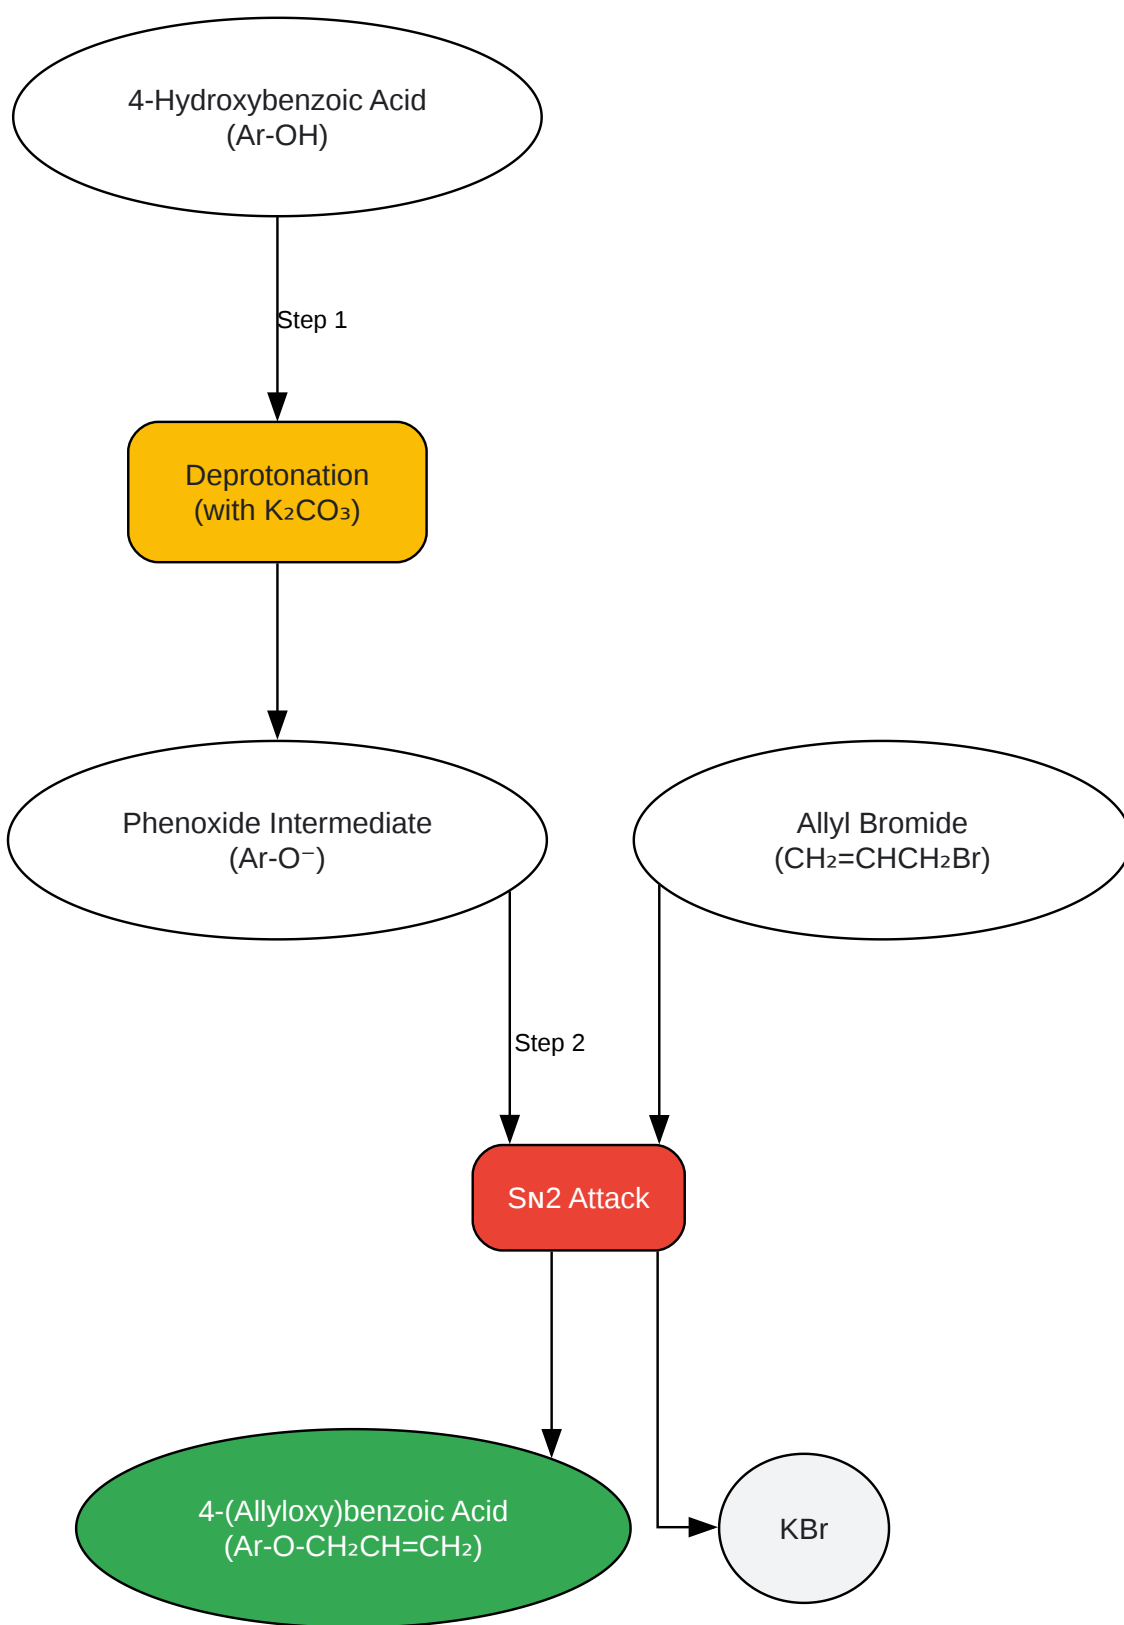 4-Hydroxybenzoic Acid
(Ar-OH)
Step 1
Deprotonation
(with K₂CO₃)
Phenoxide Intermediate
(Ar-O⁻)
Allyl Bromide
(CH₂=CHCH₂Br)
Step 2
Sɴ2 Attack
4-(Allyloxy)benzoic Acid
(Ar-O-CH₂CH=CH₂)
KBr